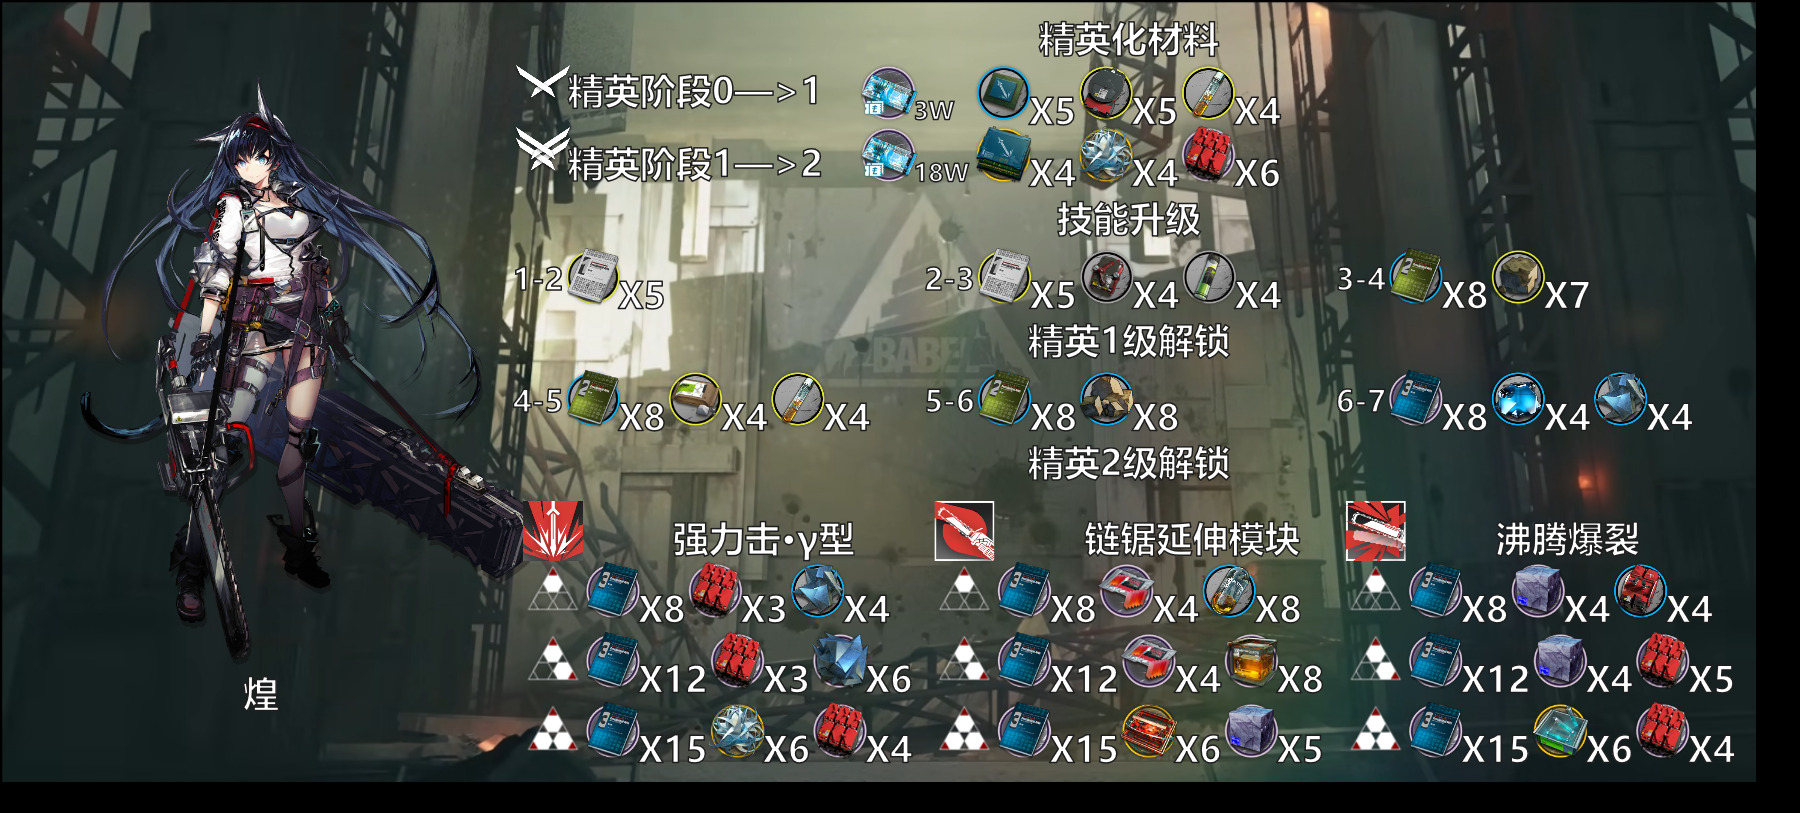 精英化材料
精英阶段0—>1 3W X5 X5 X4
精英阶段1—>2 18W X4 X4 X6
技能升级
1-2 X5 2-3 X5 X4 X4 3-4 X8 X7
BABEL
精英1级解锁
4-5 X8 X4 X4 5-6 X8 X8 6-7 X8 X4 X4
精英2级解锁
强力击·γ型 链锯延伸模块 沸腾爆裂
X8 X3 X4 X8 X4 X8 X8 X4 X4
X12 X3 X6 X12 X4 X8 X12 X4 X5
X15 X6 X4 X15 X6 X5 X15 X6 X4
煌